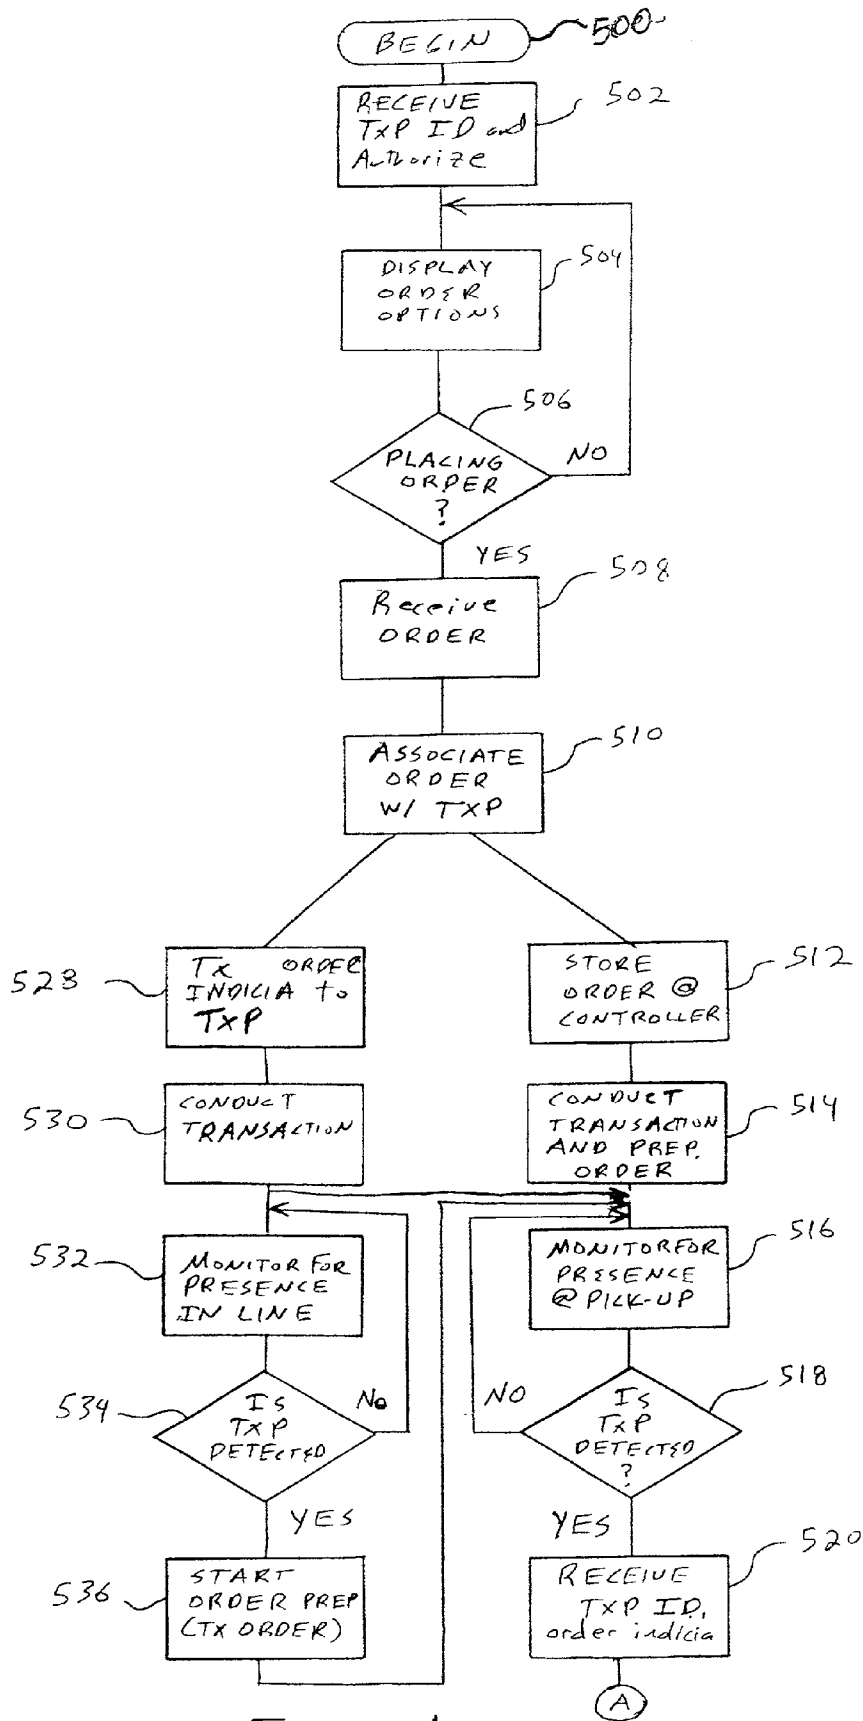 BEGIN
500
RECEIVE
TXP ID and
Authorize
502
DISPLAY
ORDER
OPTIONS
504
506
PLACING
ORDER
?
NO
YES
508
Receive
ORDER
510
ASSOCIATE
ORDER
W/ TXP
528
TX ORDER
INDICIA to
TXP
STORE
ORDER @
CONTROLLER
512
530
CONDUCT
TRANSACTION
CONDUCT
TRANSACTION
AND PREP.
ORDER
514
532
MONITOR FOR
PRESENCE
IN LINE
MONITOR FOR
PRESENCE
@ PICK-UP
516
534
IS
TXP
DETECTED
No
YES
NO
IS
TXP
DETECTED
?
518
YES
536
START
ORDER PREP
(TX ORDER)
RECEIVE
TXP ID,
order indicia
520
A